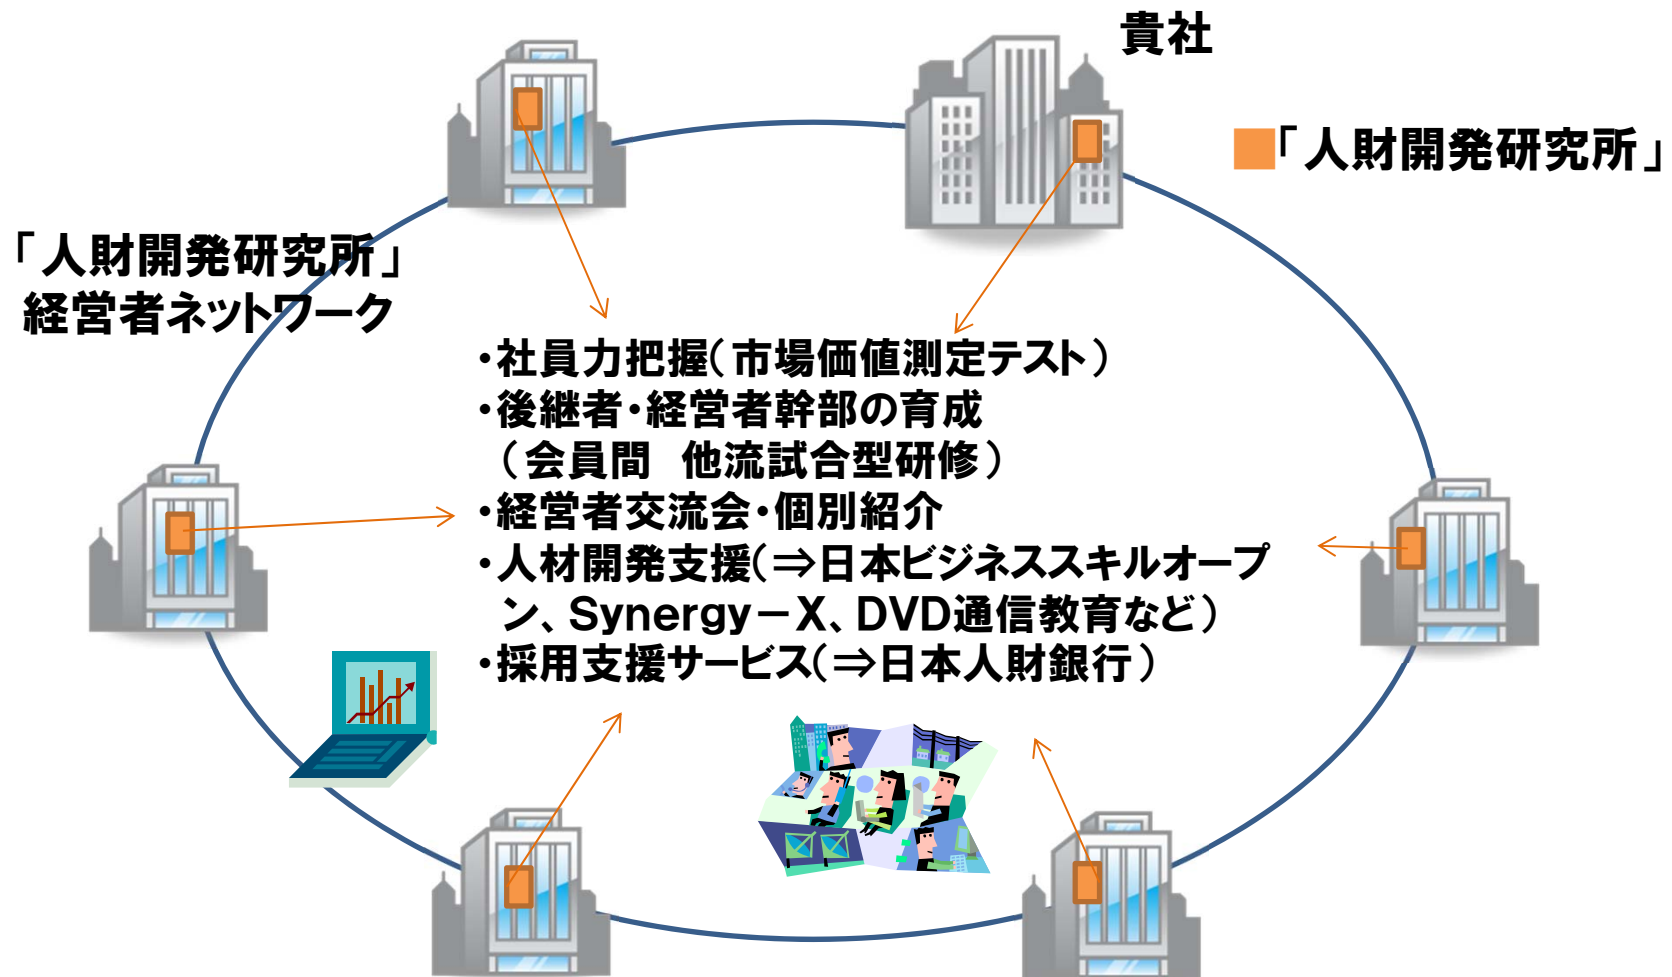 貴社
「人財開発研究所」
「人財開発研究所」
経営者ネットワーク
・社員力把握（市場価値測定テスト）
・後継者・経営者幹部の育成
（会員間　他流試合型研修）
・経営者交流会・個別紹介
・人材開発支援（⇒日本ビジネススキルオープ
ン、Synergy－X、DVD通信教育など）
・採用支援サービス（⇒日本人財銀行）